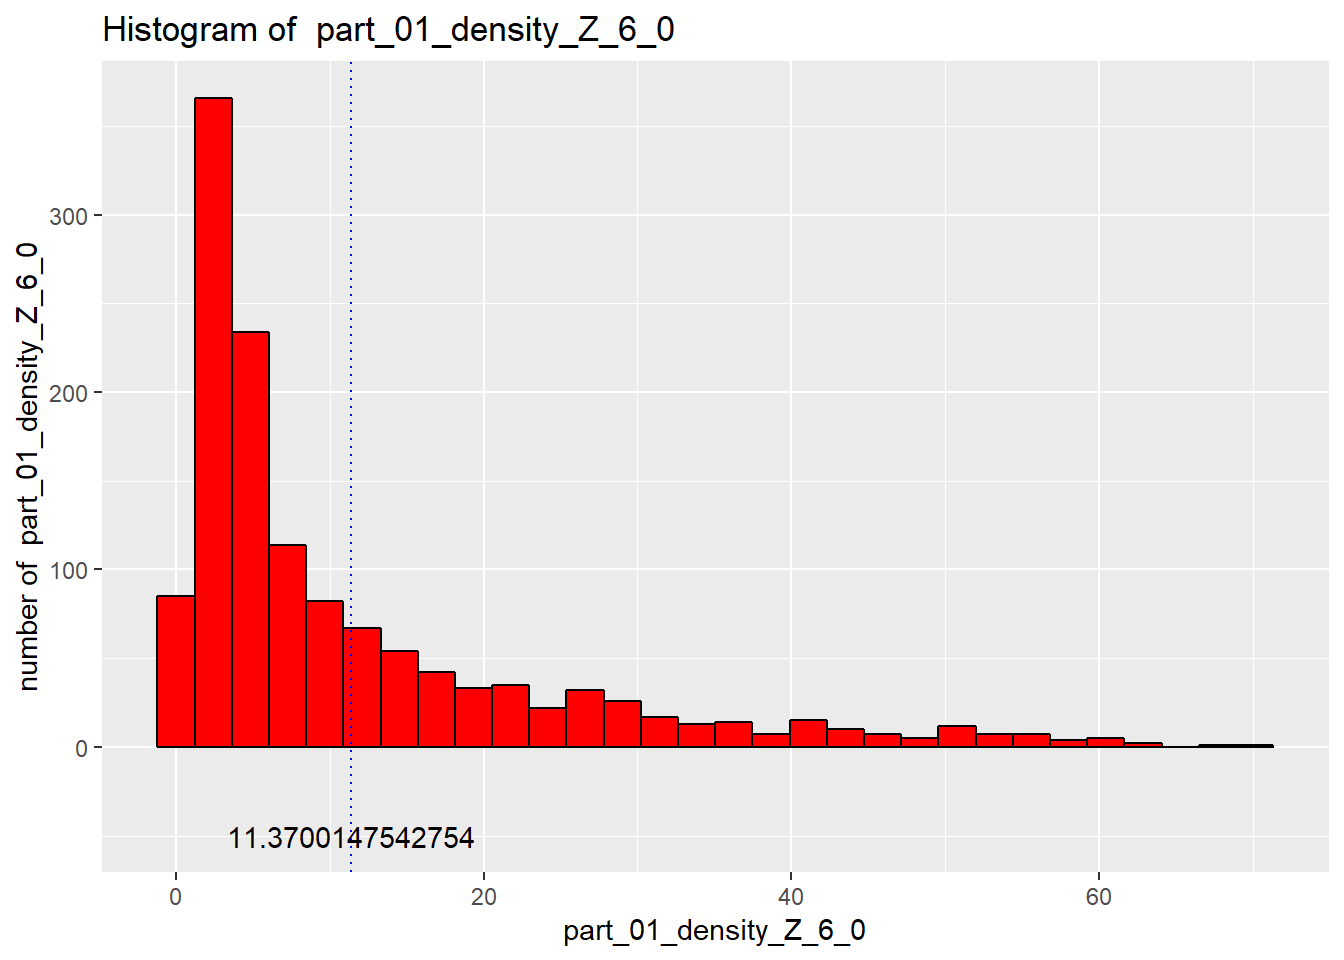 Histogram of  part_01_density_Z_6_0
number of  part_01_density_Z_6_0
300
200
100
0
11.3700147542754
0 20 40 60
part_01_density_Z_6_0